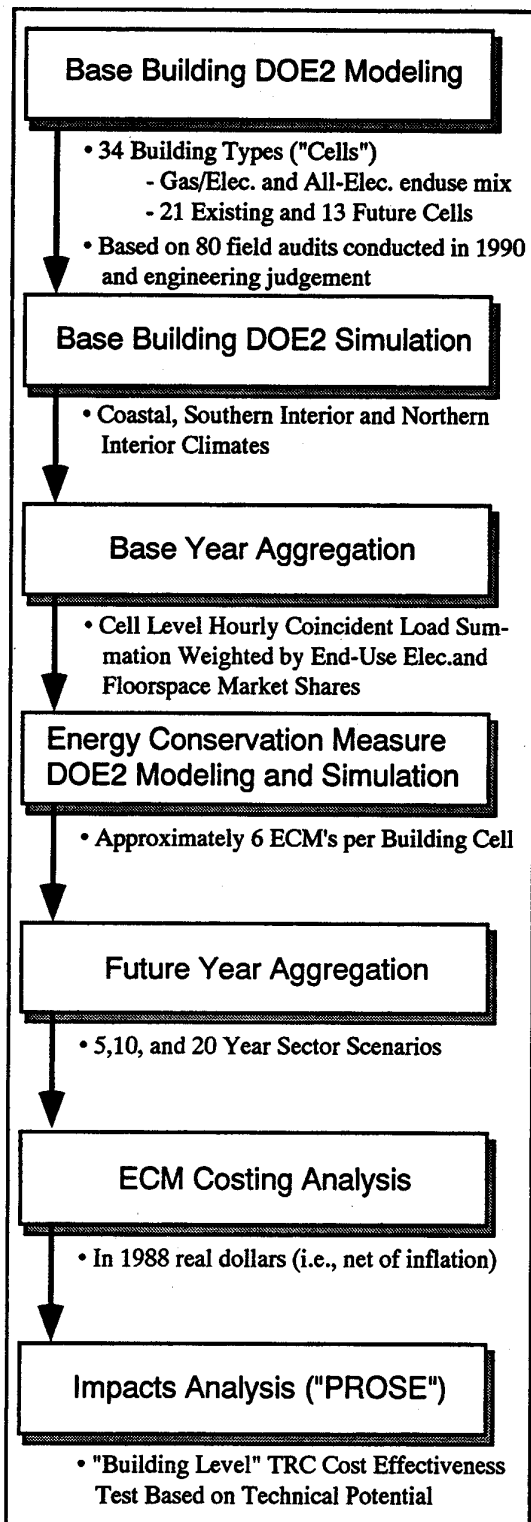 Base Building DOE2 Modeling
• 34 Building Types ("Cells")
- Gas/Elec. and All-Elec. enduse mix
- 21 Existing and 13 Future Cells
• Based on 80 field audits conducted in 1990
and engineering judgement
Base Building DOE2 Simulation
• Coastal, Southern Interior and Northern
Interior Climates
Base Year Aggregation
• Cell Level Hourly Coincident Load Sum-
mation Weighted by End-Use Elec.and
Floorspace Market Shares
Energy Conservation Measure
DOE2 Modeling and Simulation
• Approximately 6 ECM's per Building Cell
Future Year Aggregation
• 5,10, and 20 Year Sector Scenarios
ECM Costing Analysis
• In 1988 real dollars (i.e., net of inflation)
Impacts Analysis ("PROSE")
• "Building Level" TRC Cost Effectiveness
Test Based on Technical Potential